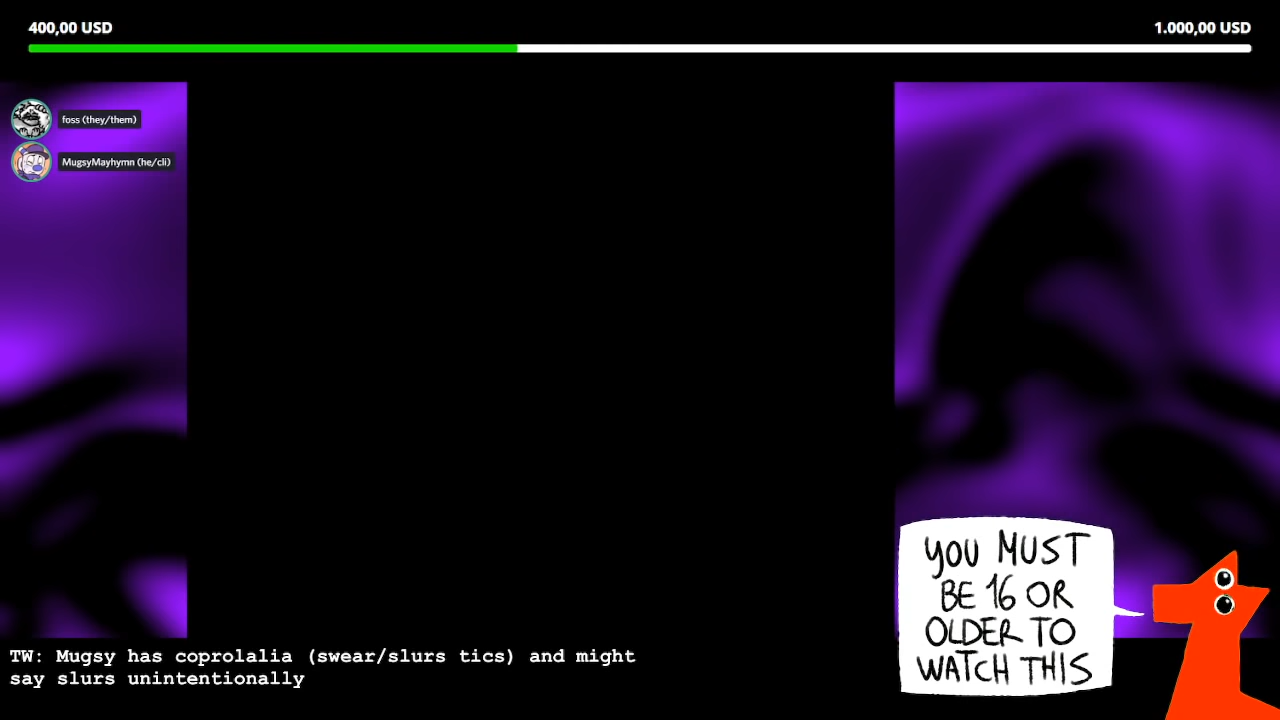 400,00 USD
1.000,00 USD
foss (they/them)
MugsyMayhymn (he/cli)
YOU MUST
BE 16 OR
OLDER TO
WATCH THIS
TW: Mugsy has coprolalia (swear/slurs tics) and might
say slurs unintentionally